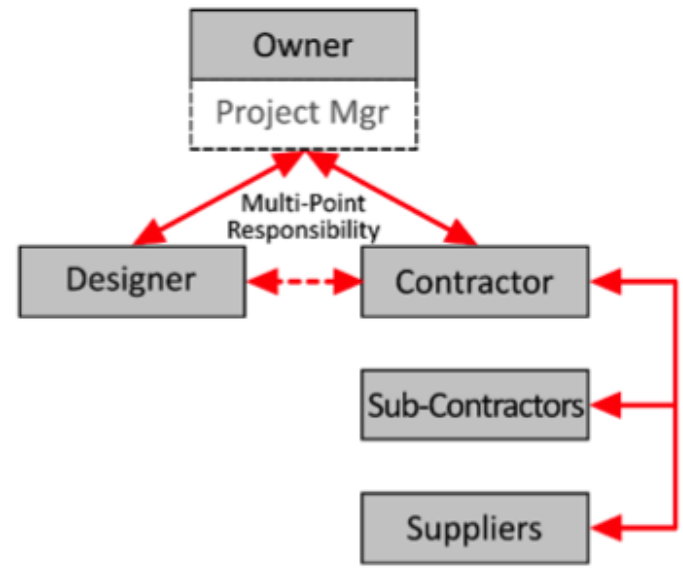 Owner
Project Mgr
Multi-Point
Responsibility
Designer
Contractor
Sub-Contractors
Suppliers